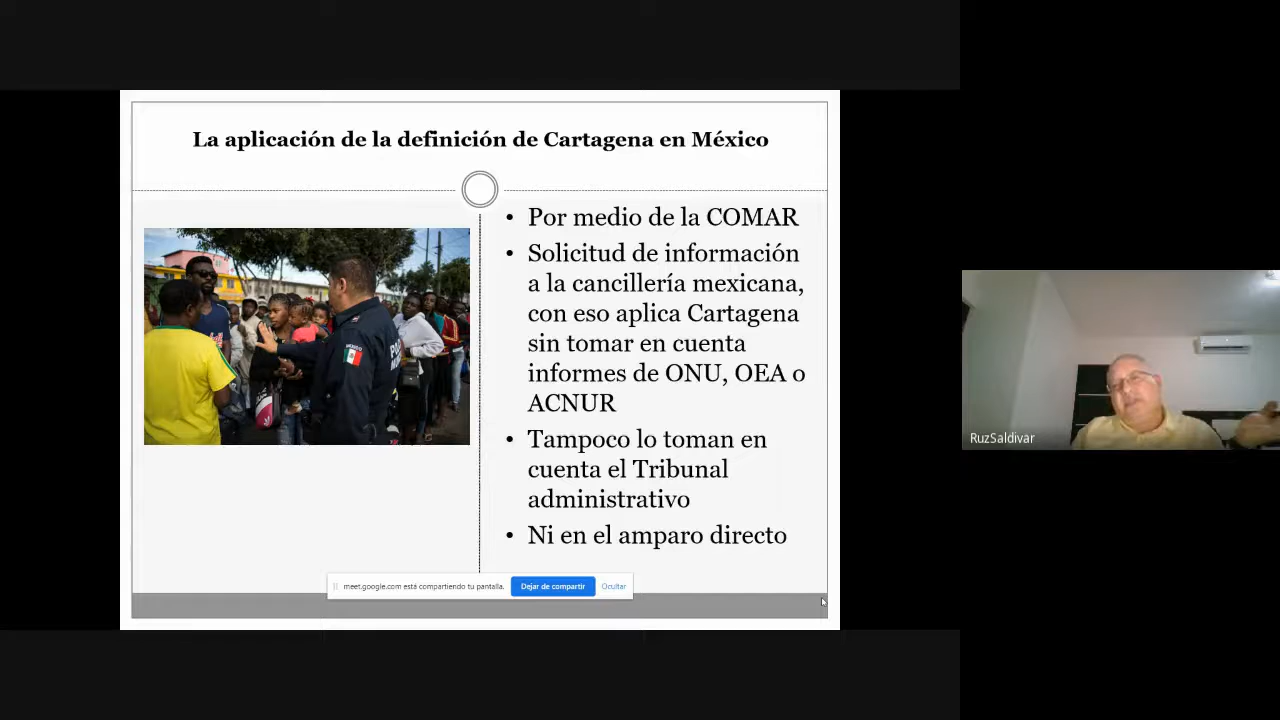 La aplicación de la definición de Cartagena en México
• Por medio de la COMAR
• Solicitud de información
a la cancillería mexicana,
con eso aplica Cartagena
sin tomar en cuenta
informes de ONU, OEA o
ACNUR
• Tampoco lo toman en
cuenta el Tribunal
administrativo
• Ni en el amparo directo
meet.google.com está compartiendo tu pantalla.
Dejar de compartir
Ocultar
RuzSaldivar